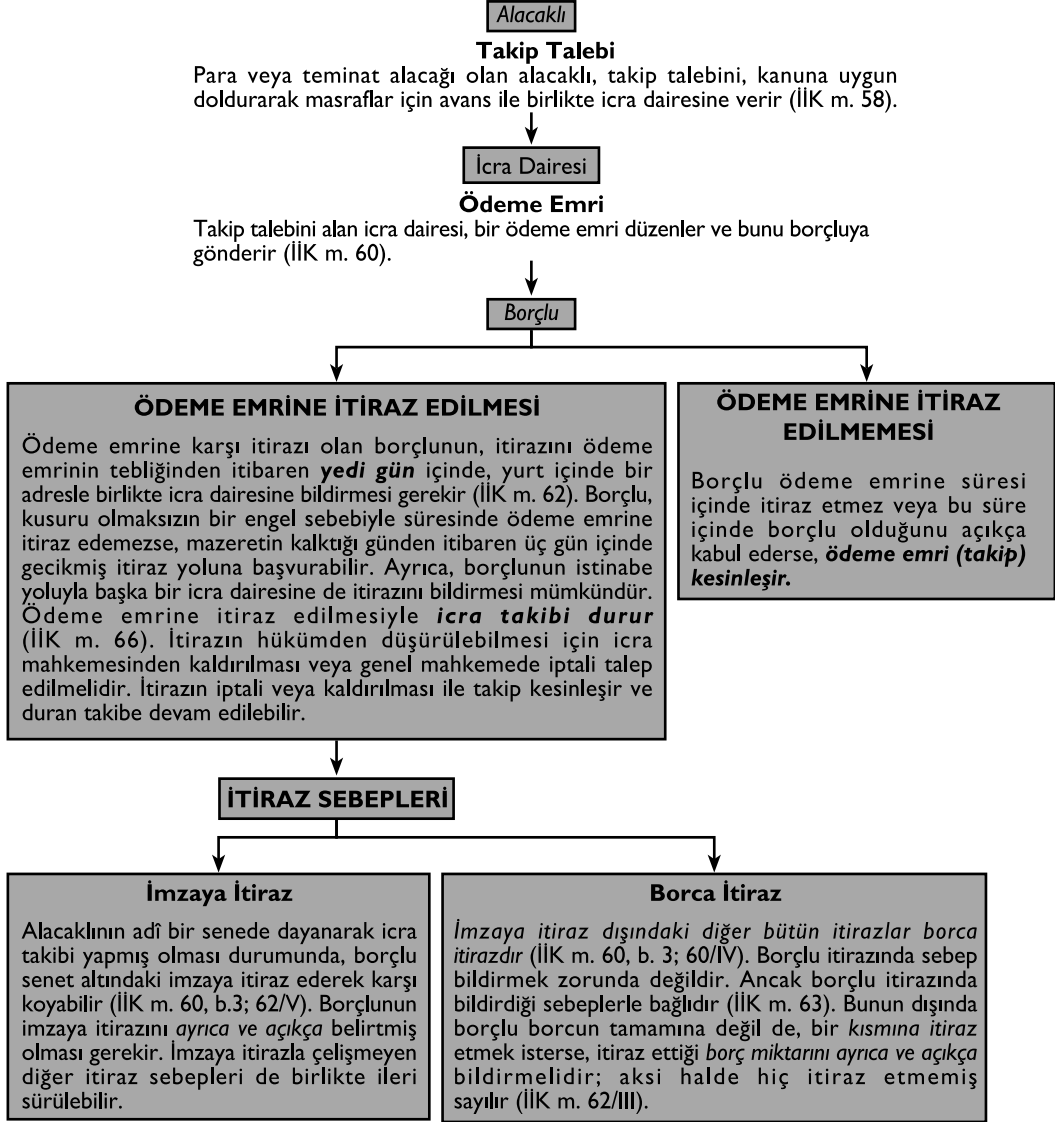 Alacaklı
Takip Talebi
Para veya teminat alacağı olan alacaklı, takip talebini, kanuna uygun
doldurarak masraflar için avans ile birlikte icra dairesine verir (İİK m. 58).
İcra Dairesi
Ödeme Emri
Takip talebini alan icra dairesi, bir ödeme emri düzenler ve bunu borçluya
gönderir (İİK m. 60).
Borçlu
ÖDEME EMRİNE İTİRAZ EDİLMESİ
Ödeme emrine karşı itirazı olan borçlunun, itirazını ödeme
emrinin tebliğinden itibaren yedi gün içinde, yurt içinde bir
adresle birlikte icra dairesine bildirmesi gerekir (İİK m. 62). Borçlu,
kusuru olmaksızın bir engel sebebiyle süresinde ödeme emrine
itiraz edemezse, mazeretin kalktığı günden itibaren üç gün içinde
gecikmiş itiraz yoluna başvurabilir. Ayrıca, borçlunun istinabe
yoluyla başka bir icra dairesine de itirazını bildirmesi mümkündür.
Ödeme emrine itiraz edilmesiyle icra takibi durur
(İİK m. 66). İtirazın hükümden düşürülebilmesi için icra
mahkemesinden kaldırılması veya genel mahkemede iptali talep
edilmelidir. İtirazın iptali veya kaldırılması ile takip kesinleşir ve
duran takibe devam edilebilir.
ÖDEME EMRİNE İTİRAZ
EDİLMEMESİ
Borçlu ödeme emrine süresi
içinde itiraz etmez veya bu süre
içinde borçlu olduğunu açıkça
kabul ederse, ödeme emri (takip)
kesinleşir.
İTİRAZ SEBEPLERİ
İmzaya İtiraz
Alacaklının adî bir senede dayanarak icra
takibi yapmış olması durumunda, borçlu
senet altındaki imzaya itiraz ederek karşı
koyabilir (İİK m. 60, b.3; 62/V). Borçlunun
imzaya itirazını ayrıca ve açıkça belirtmiş
olması gerekir. İmzaya itirazla çelişmeyen
diğer itiraz sebepleri de birlikte ileri
sürülebilir.
Borca İtiraz
İmzaya itiraz dışındaki diğer bütün itirazlar borca
itirazdır (İİK m. 60, b. 3; 60/IV). Borçlu itirazında sebep
bildirmek zorunda değildir. Ancak borçlu itirazında
bildirdiği sebeplerle bağlıdır (İİK m. 63). Bunun dışında
borçlu borcun tamamına değil de, bir kısmına itiraz
etmek isterse, itiraz ettiği borç miktarını ayrıca ve açıkça
bildirmelidir; aksi halde hiç itiraz etmemiş
sayılır (İİK m. 62/III).